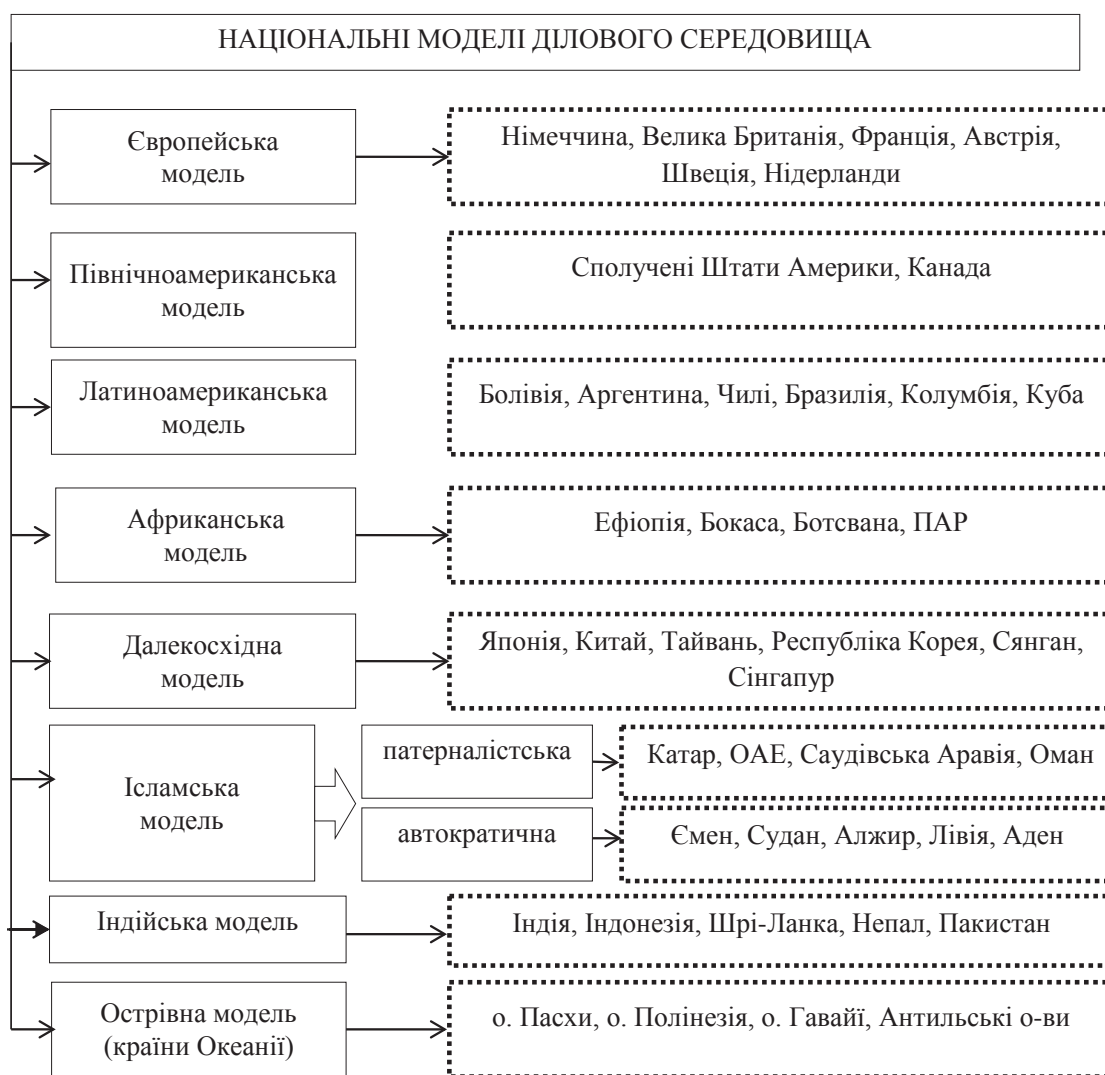 НАЦІОНАЛЬНІ МОДЕЛІ ДІЛОВОГО СЕРЕДОВИЩА
Європейська
модель
Німеччина, Велика Британія, Франція, Австрія,
Швеція, Нідерланди
Північноамериканська
модель
Сполучені Штати Америки, Канада
Латиноамериканська
модель
Болівія, Аргентина, Чилі, Бразилія, Колумбія, Куба
Африканська
модель
Ефіопія, Бокаса, Ботсвана, ПАР
Далекосхідна
модель
Японія, Китай, Тайвань, Республіка Корея, Сянган,
Сінгапур
Ісламська
модель
патерналістська
Катар, ОАЕ, Саудівська Аравія, Оман
автократична
Ємен, Судан, Алжир, Лівія, Аден
Індійська модель
Індія, Індонезія, Шрі-Ланка, Непал, Пакистан
Острівна модель
(країни Океанії)
о. Пасхи, о. Полінезія, о. Гавайї, Антильські о-ви